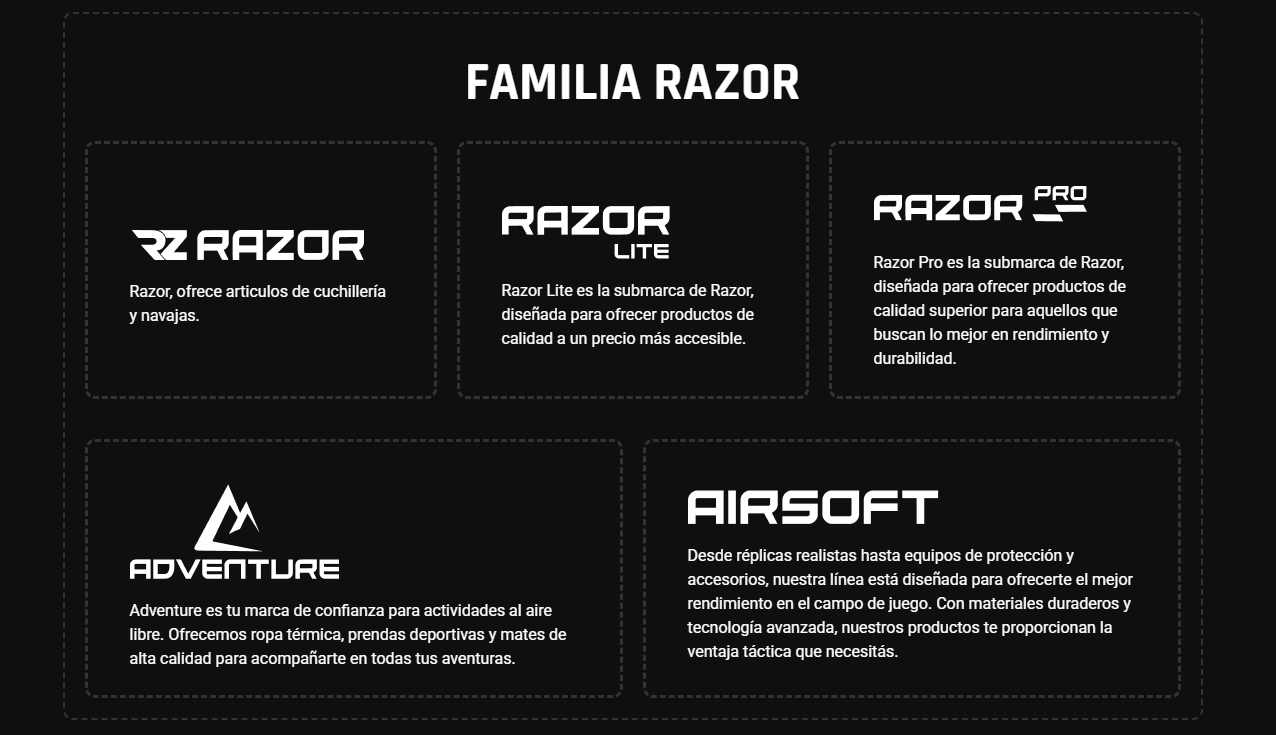 FAMILIA RAZOR
RZ RAZOR
Razor, ofrece articulos de cuchillería
y navajas.
RAZOR
LITE
Razor Lite es la submarca de Razor,
diseñada para ofrecer productos de
calidad a un precio más accesible.
RAZOR PRO
Razor Pro es la submarca de Razor,
diseñada para ofrecer productos de
calidad superior para aquellos que
buscan lo mejor en rendimiento y
durabilidad.
ADVENTURE
Adventure es tu marca de confianza para actividades al aire
libre. Ofrecemos ropa térmica, prendas deportivas y mates de
alta calidad para acompañarte en todas tus aventuras.
AIRSOFT
Desde réplicas realistas hasta equipos de protección y
accesorios, nuestra línea está diseñada para ofrecerte el mejor
rendimiento en el campo de juego. Con materiales duraderos y
tecnología avanzada, nuestros productos te proporcionan la
ventaja táctica que necesitás.